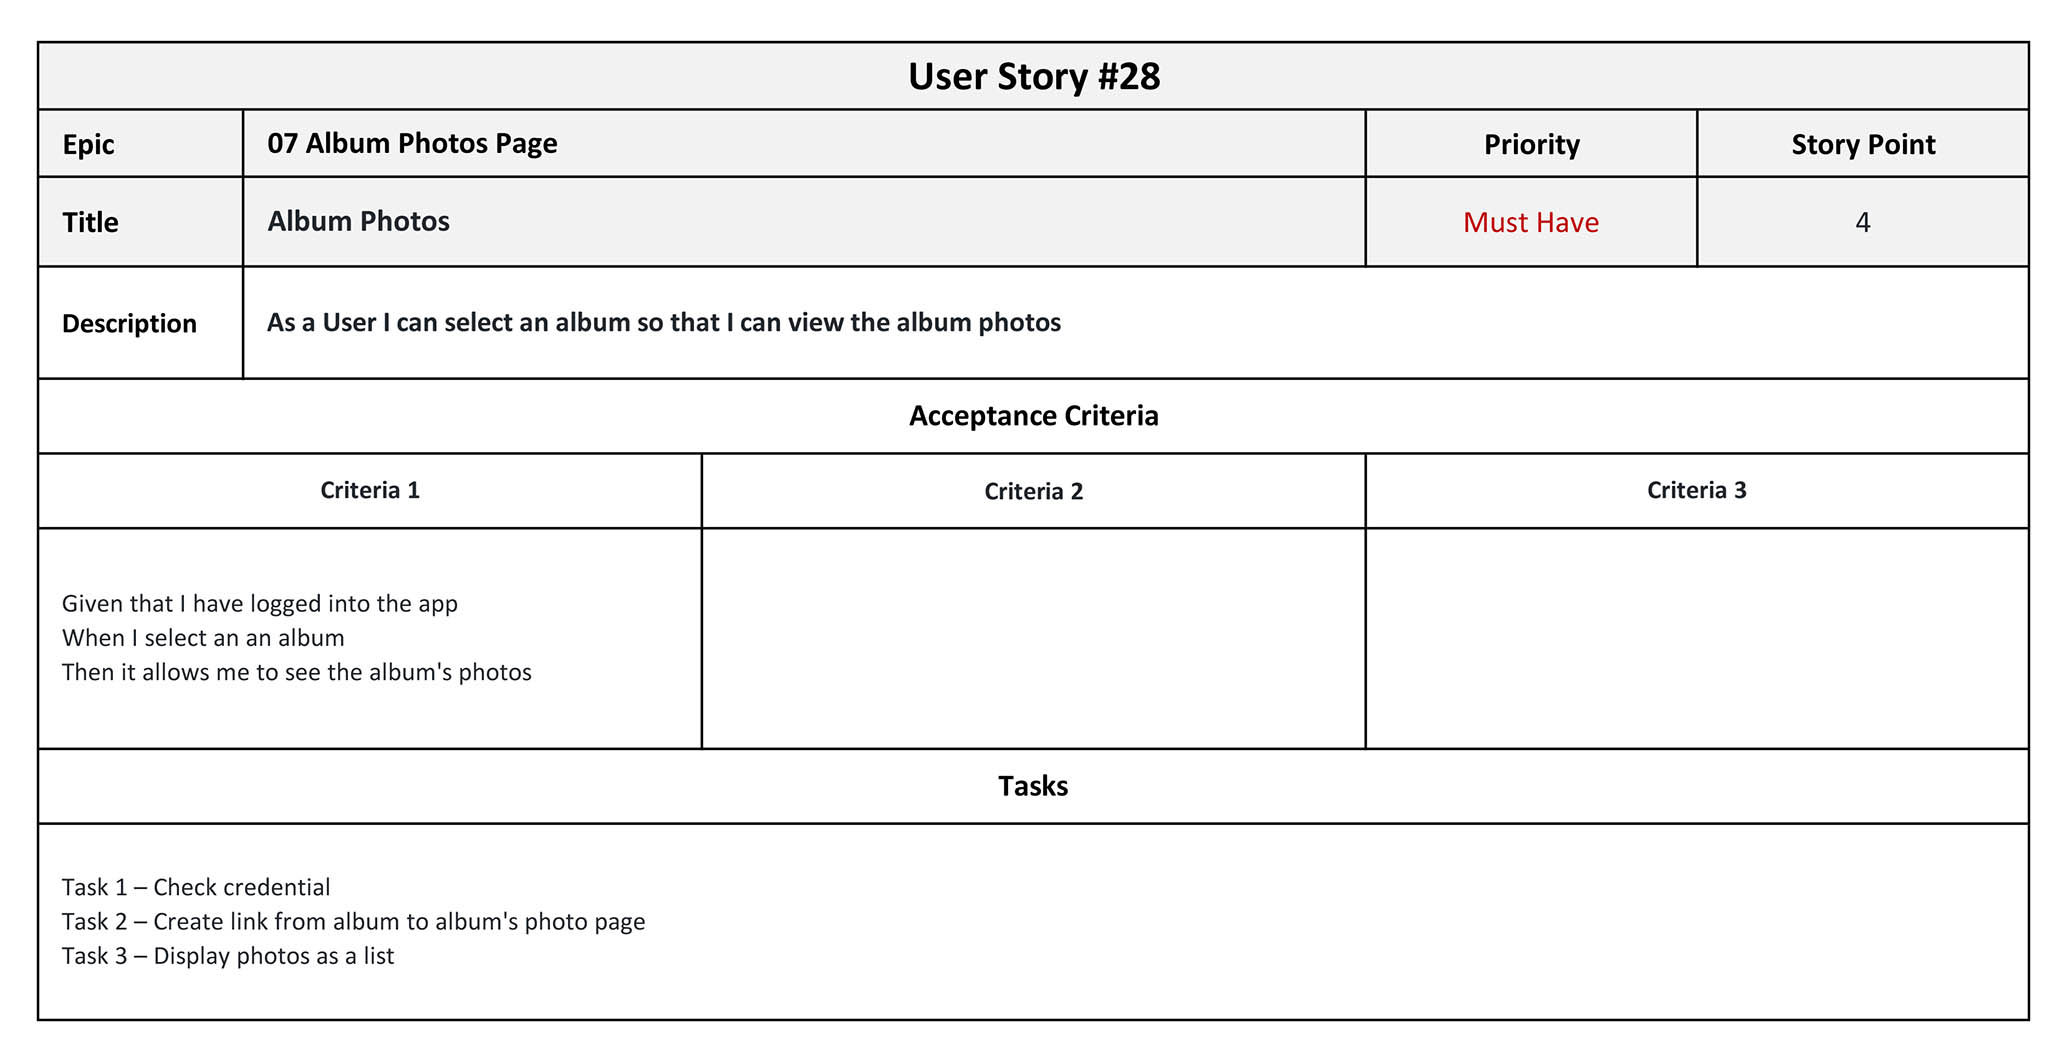 User Story #28
Epic
07 Album Photos Page
Priority
Story Point
Title
Album Photos
Must Have
4
Description
As a User I can select an album so that I can view the album photos
Acceptance Criteria
Criteria 1
Criteria 2
Criteria 3
Given that I have logged into the app
When I select an an album
Then it allows me to see the album's photos
Tasks
Task 1 – Check credential
Task 2 – Create link from album to album's photo page
Task 3 – Display photos as a list